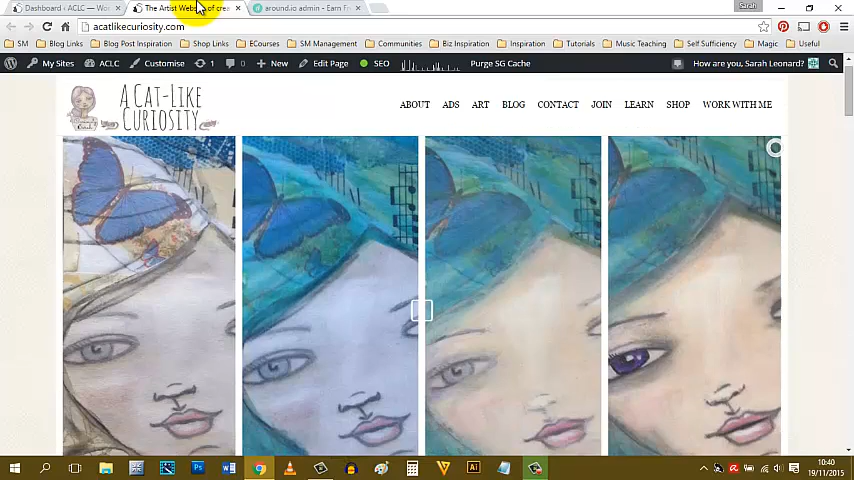 Dashboard ‹ ACLC — Wo
The Artist Website of crea
around.io admin - Earn Fr
Sarah
acatlikecuriosity.com
SM
Blog Links
Blog Post Inspiration
Shop Links
ECourses
SM Management
Communities
Biz Inspiration
Inspiration
Tutorials
Music Teaching
Self Sufficiency
Magic
Useful
My Sites
ACLC
Customise
1
0
New
Edit Page
SEO
Purge SG Cache
How are you, Sarah Leonard?
A CAT-LIKE
CURIOSITY
ABOUT
ADS
ART
BLOG
CONTACT
JOIN
LEARN
SHOP
WORK WITH ME
10:40
19/11/2015